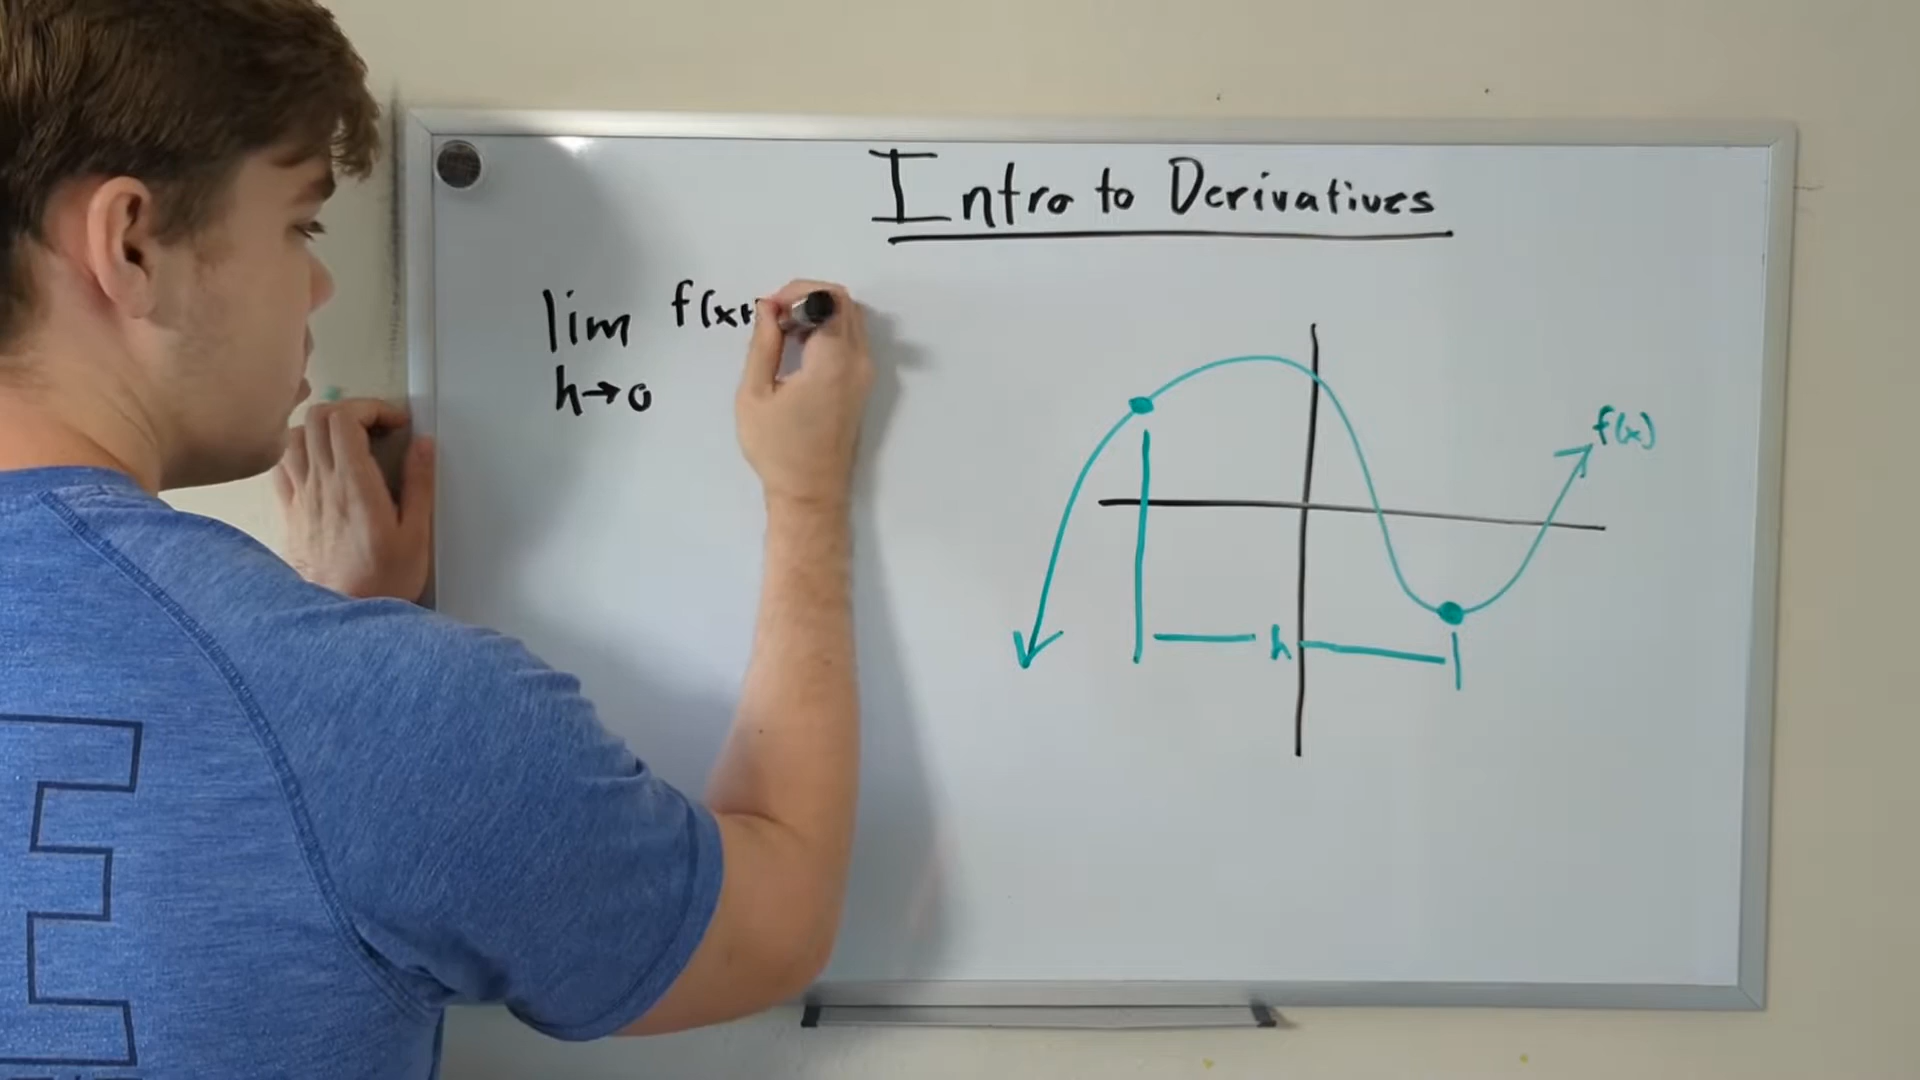 Intro to Derivatives
lim f(x+
h→0
f(x)
h
E